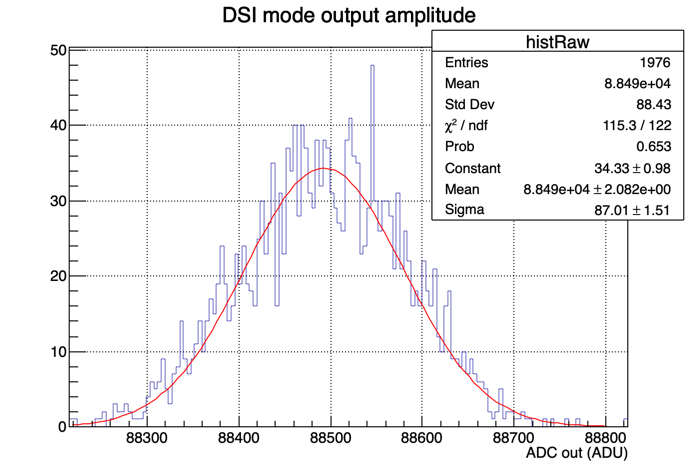 DSI mode output amplitude
histRaw
Entries 1976
Mean 8.849e+04
Std Dev 88.43
χ² / ndf 115.3 / 122
Prob 0.653
Constant 34.33 ± 0.98
Mean 8.849e+04 ± 2.082e+00
Sigma 87.01 ± 1.51
50
40
30
20
10
0
88300 88400 88500 88600 88700 88800
ADC out (ADU)